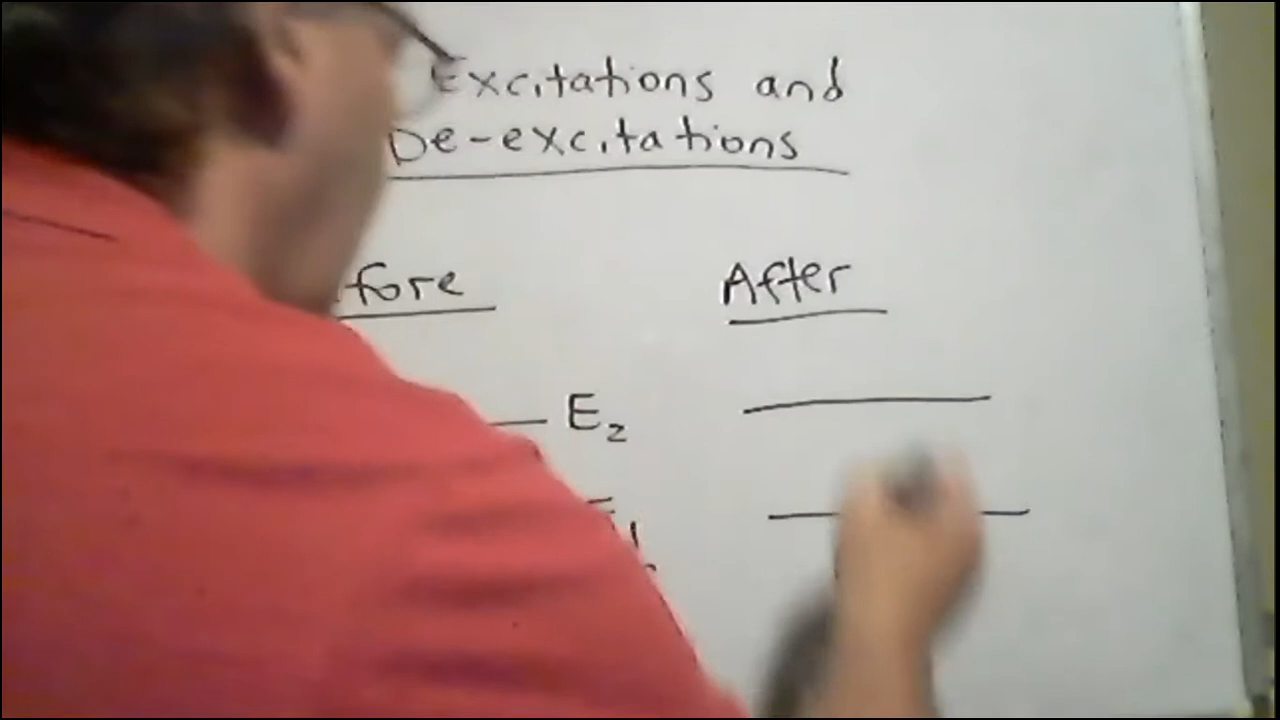 Excitations and
De-excitations
fore
After
E₂